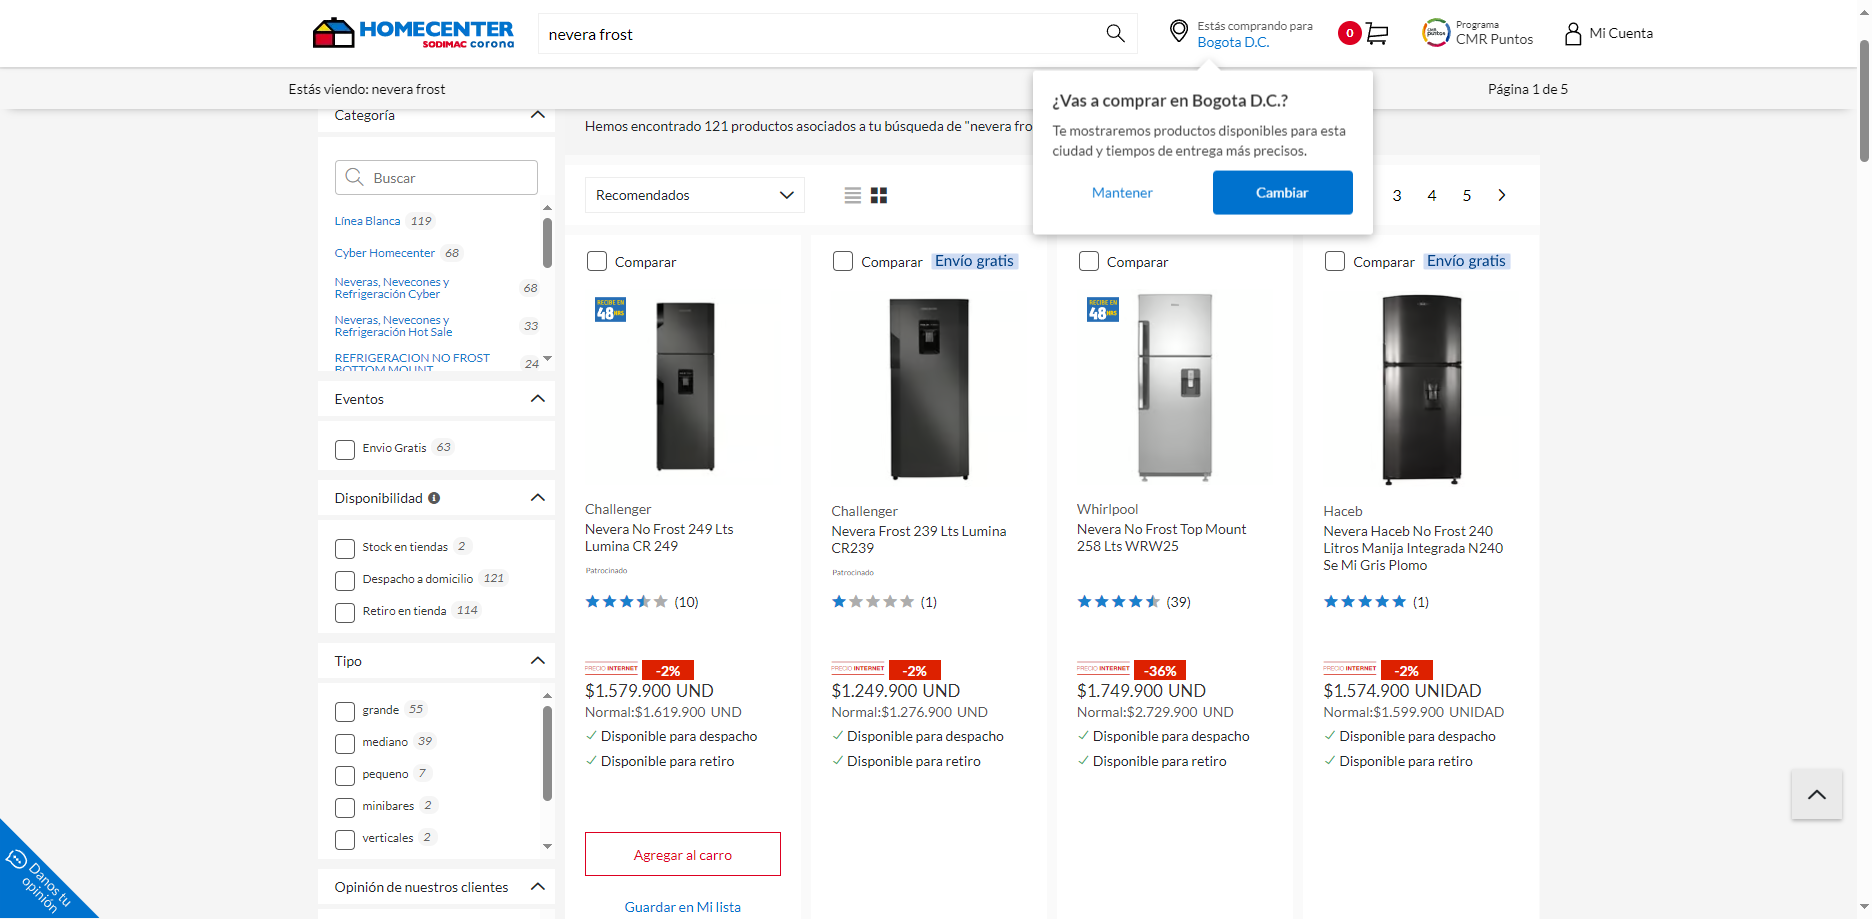 HOMECENTER
SODIMAC corona
nevera frost
Estás comprando para
Bogota D.C.
0
Programa
CMR Puntos
Mi Cuenta
Estás viendo: nevera frost
Página 1 de 5
¿Vas a comprar en Bogota D.C.?
Te mostraremos productos disponibles para esta
ciudad y tiempos de entrega más precisos.
Mantener
Cambiar
Categoría
Buscar
Línea Blanca 119
Cyber Homecenter 68
Neveras, Nevecones y
Refrigeración Cyber 68
Neveras, Nevecones y
Refrigeración Hot Sale 33
REFRIGERACION NO FROST
BOTTOM MOUNT 24
Eventos
Envio Gratis 63
Disponibilidad
Stock en tiendas 2
Despacho a domicilio 121
Retiro en tienda 114
Tipo
grande 55
mediano 39
pequeno 7
minibares 2
verticales 2
Opinión de nuestros clientes
Danos tu
opinión
Hemos encontrado 121 productos asociados a tu búsqueda de "nevera fro
Recomendados
3 4 5
Comparar
RECIBE EN
48HRS
Challenger
Nevera No Frost 249 Lts
Lumina CR 249
Patrocinado
(10)
PRECIO INTERNET -2%
$1.579.900 UND
Normal:$1.619.900 UND
Disponible para despacho
Disponible para retiro
Agregar al carro
Guardar en Mi lista
Comparar Envío gratis
Challenger
Nevera Frost 239 Lts Lumina
CR239
Patrocinado
(1)
PRECIO INTERNET -2%
$1.249.900 UND
Normal:$1.276.900 UND
Disponible para despacho
Disponible para retiro
Comparar
RECIBE EN
48HRS
Whirlpool
Nevera No Frost Top Mount
258 Lts WRW25
(39)
PRECIO INTERNET -36%
$1.749.900 UND
Normal:$2.729.900 UND
Disponible para despacho
Disponible para retiro
Comparar Envío gratis
Haceb
Nevera Haceb No Frost 240
Litros Manija Integrada N240
Se Mi Gris Plomo
(1)
PRECIO INTERNET -2%
$1.574.900 UNIDAD
Normal:$1.599.900 UNIDAD
Disponible para despacho
Disponible para retiro